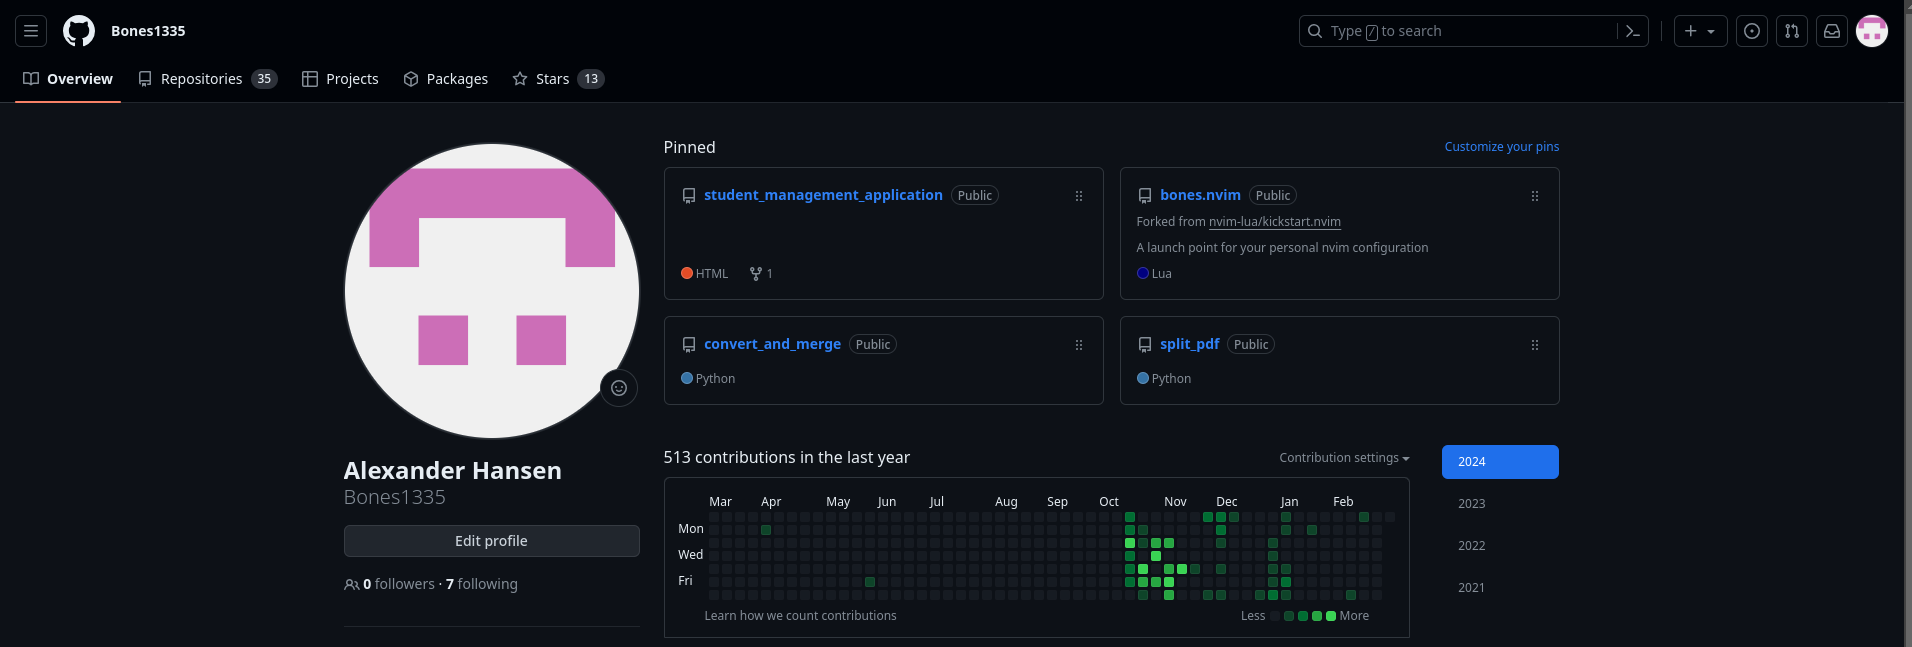 Bones1335
Type / to search
Overview
Repositories 35
Projects
Packages
Stars 13
Pinned
Customize your pins
student_management_application Public
HTML 1
bones.nvim Public
Forked from nvim-lua/kickstart.nvim
A launch point for your personal nvim configuration
Lua
convert_and_merge Public
Python
split_pdf Public
Python
Alexander Hansen
Bones1335
Edit profile
0 followers · 7 following
513 contributions in the last year
Contribution settings
Mar Apr May Jun Jul Aug Sep Oct Nov Dec Jan Feb
Mon
Wed
Fri
Learn how we count contributions
Less More
2024
2023
2022
2021